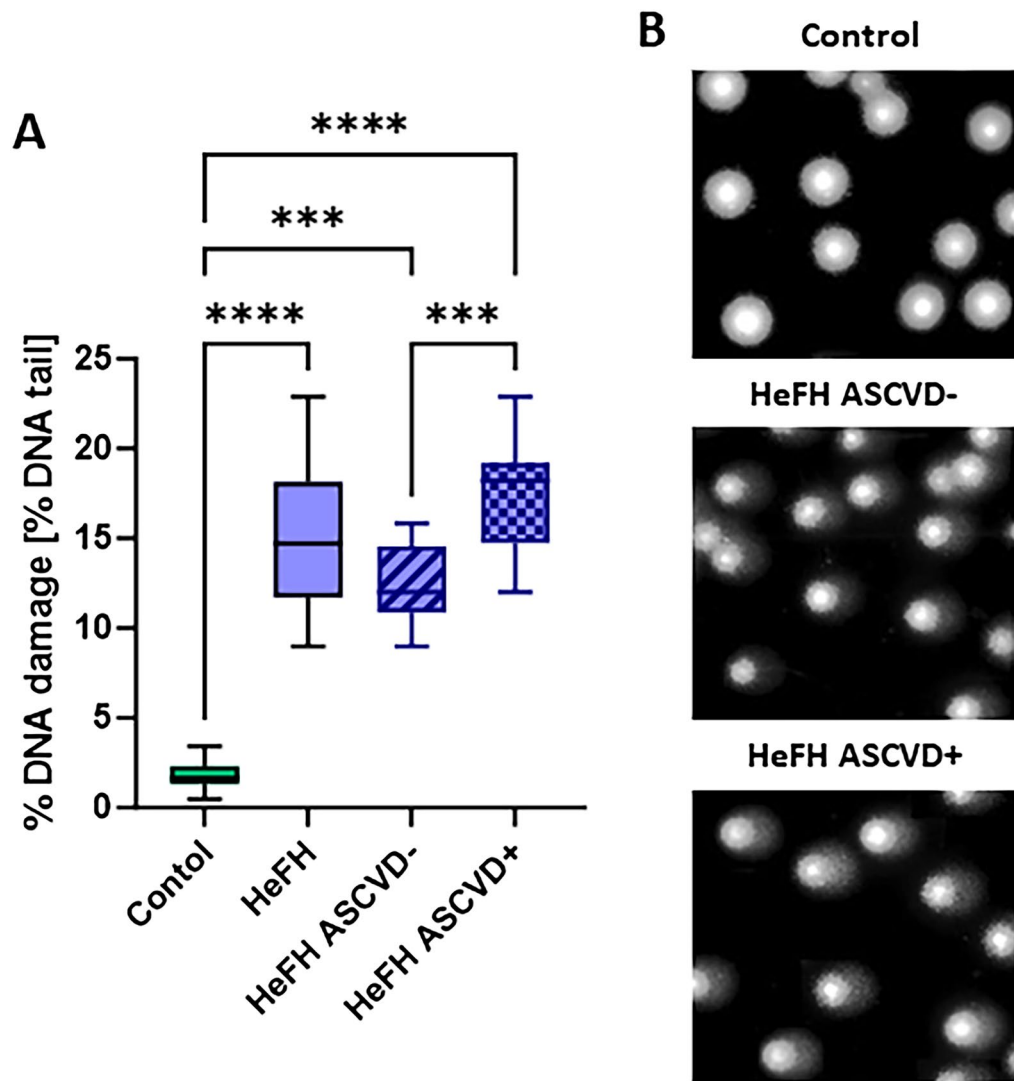 A
B
Control
HeFH ASCVD-
HeFH ASCVD+
****
***
****
***
% DNA damage [% DNA tail]
25
20
15
10
5
0
Contol
HeFH
HeFH ASCVD-
HeFH ASCVD+